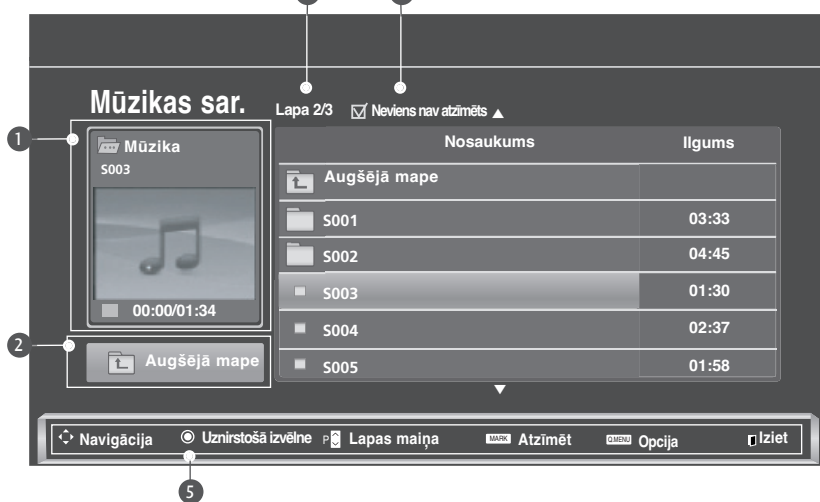 Mūzikas sar.
Lapa 2/3 Neviens nav atzīmēts
1
Mūzika
S003
00:00/01:34
2
Augšējā mape
Nosaukums Ilgums
Augšējā mape
S001 03:33
S002 04:45
S003 01:30
S004 02:37
S005 01:58
Navigācija Uznirstošā izvēlne P Lapas maiņa MARK Atzīmēt Q.MENU Opcija Iziet
5